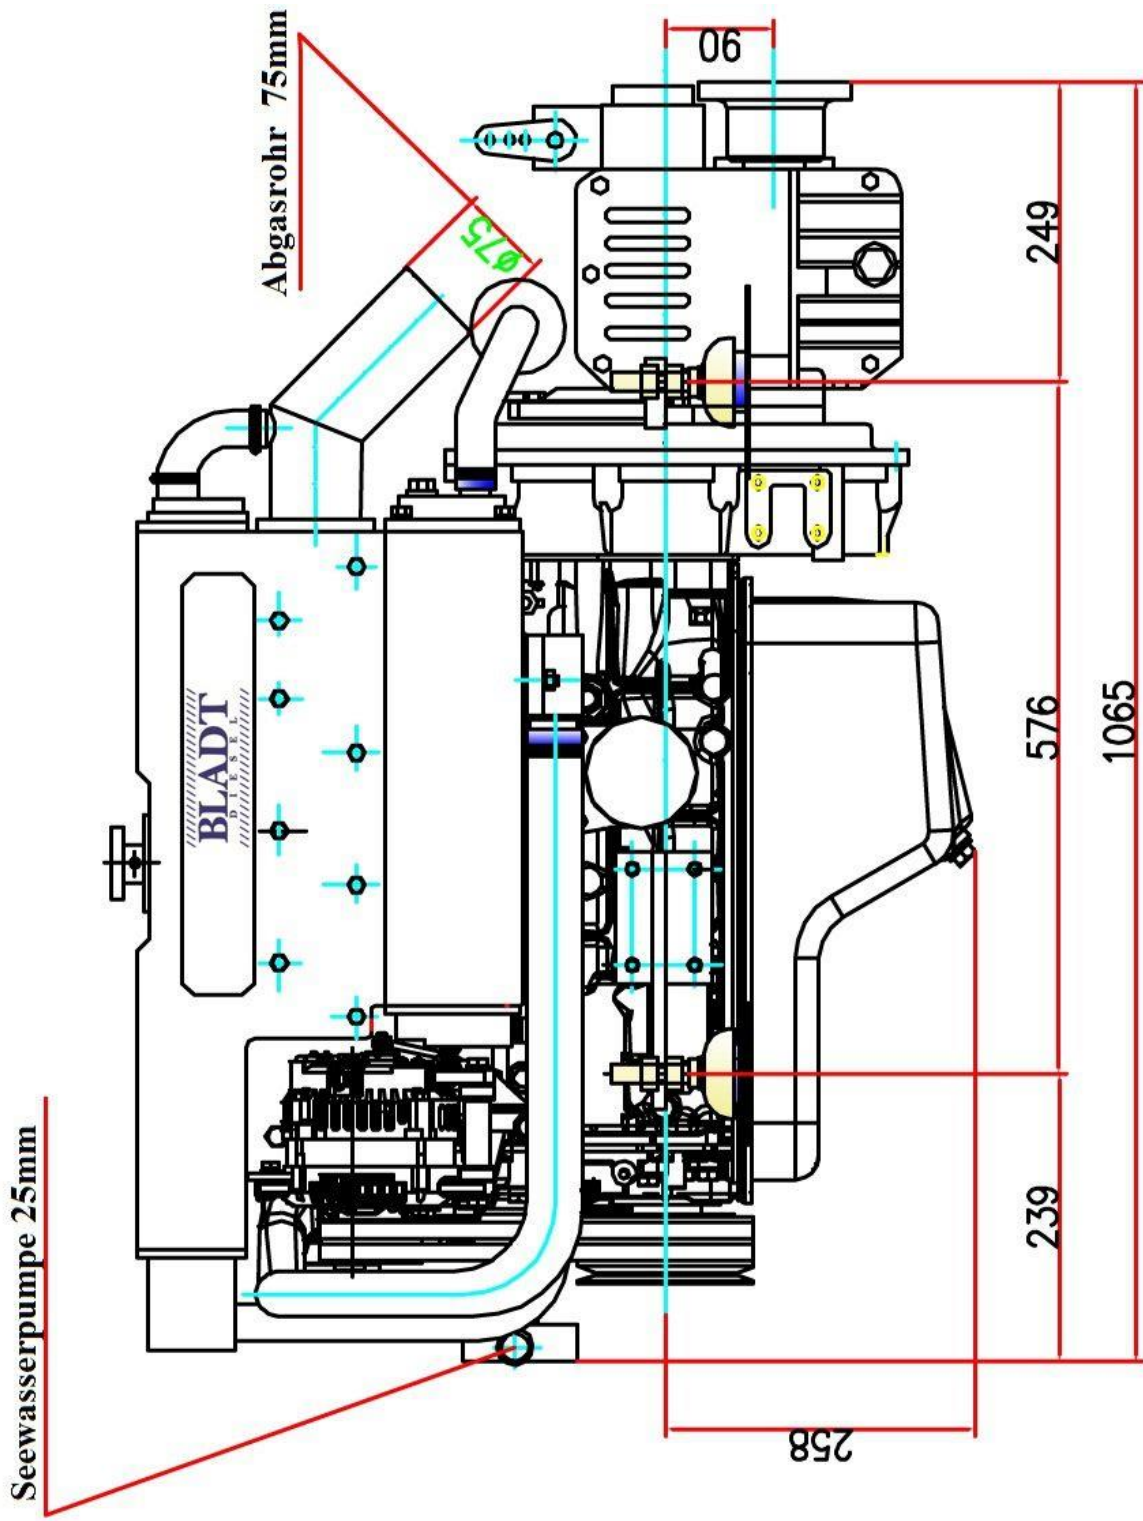 Seewasserpumpe 25mm
Abgasrohr 75mm
BLADT
DIESEL
ø75
90
249
576
1065
239
258